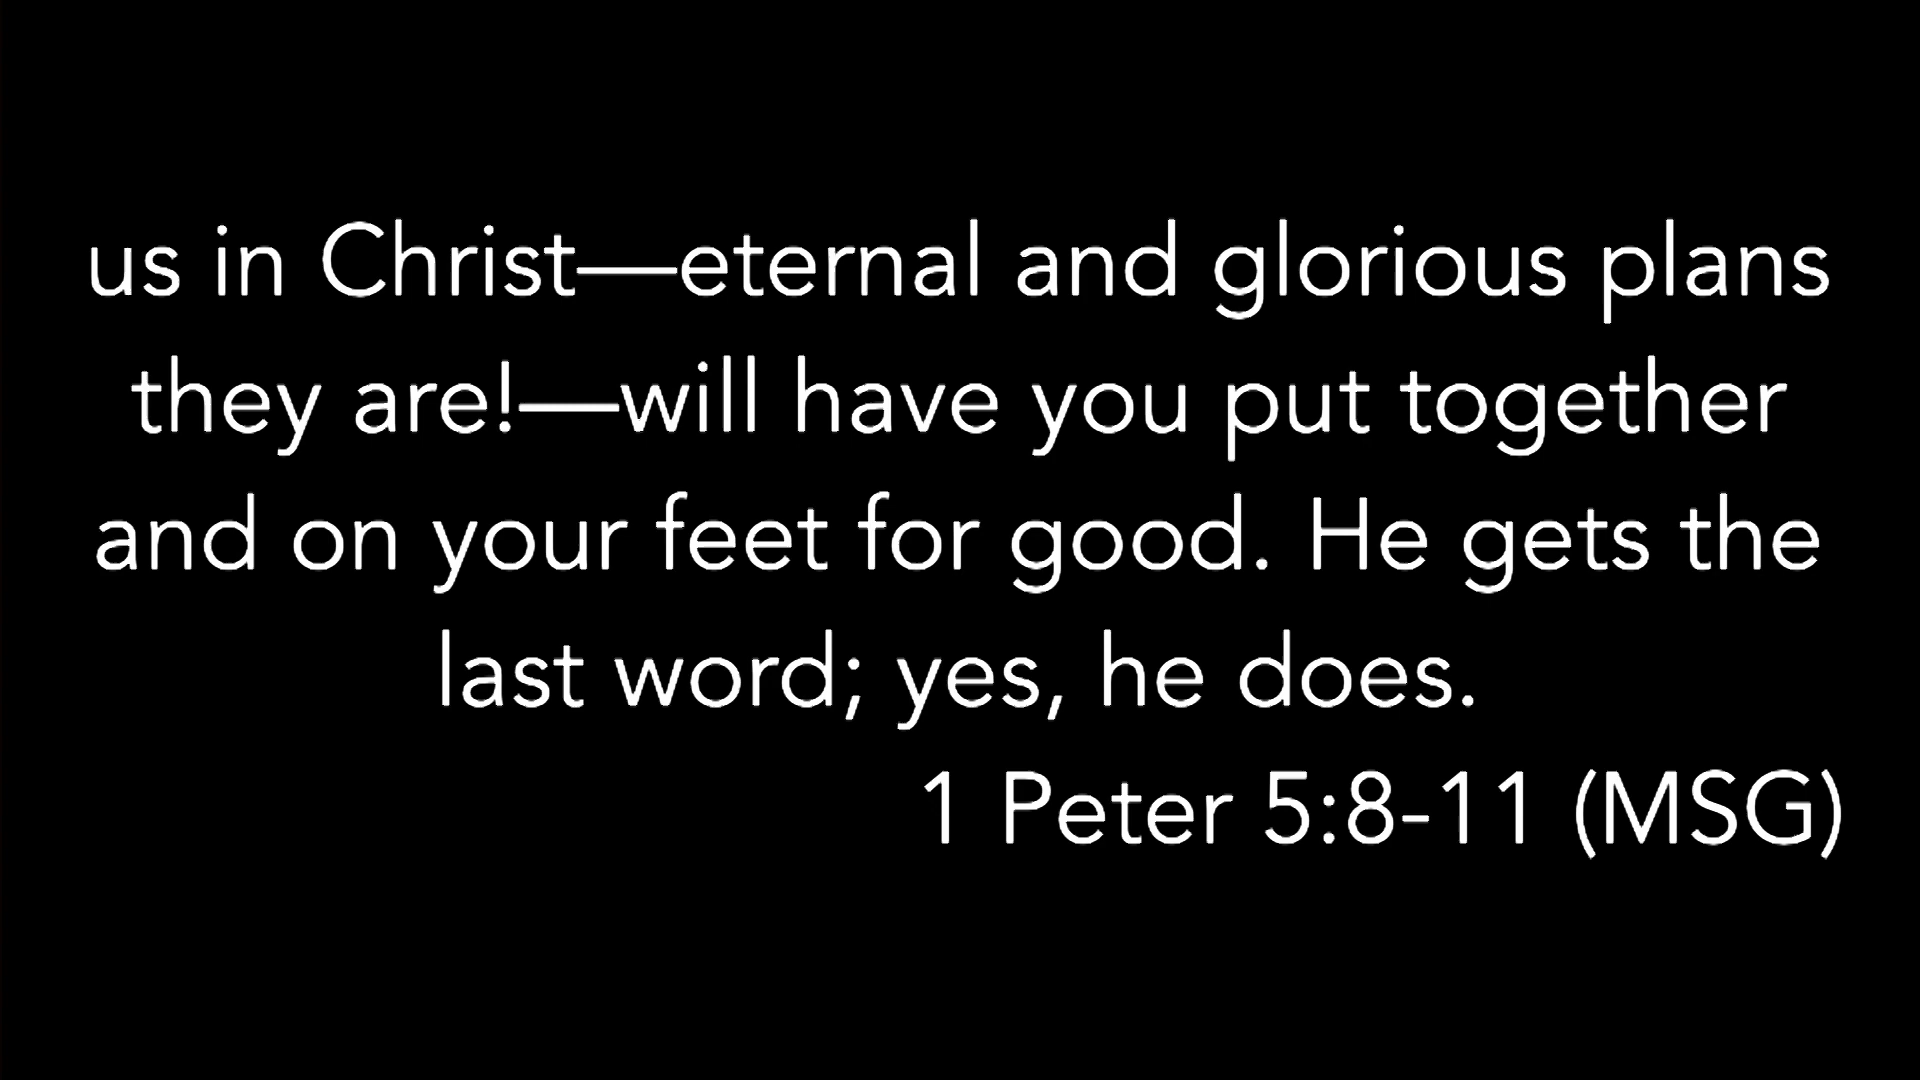 us in Christ—eternal and glorious plans
they are!—will have you put together
and on your feet for good. He gets the
last word; yes, he does.
1 Peter 5:8-11 (MSG)